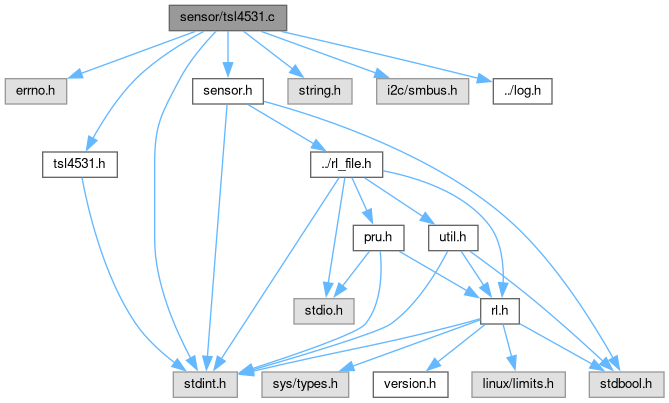 sensor/tsl4531.c
errno.h
sensor.h
string.h
i2c/smbus.h
../log.h
tsl4531.h
../rl_file.h
pru.h
util.h
stdio.h
rl.h
stdint.h
sys/types.h
version.h
linux/limits.h
stdbool.h